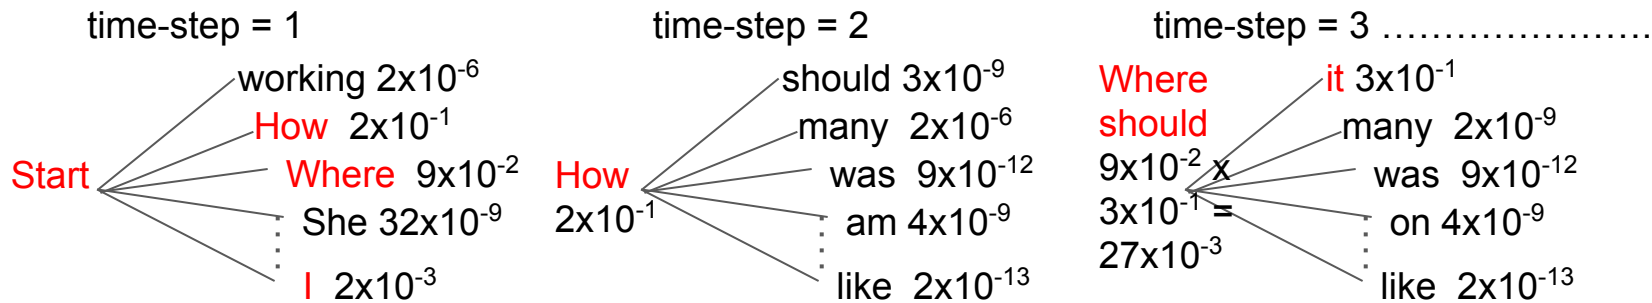 time-step = 1
working 2x10⁻⁶
How 2x10⁻¹
Start
Where 9x10⁻²
She 32x10⁻⁹
I 2x10⁻³
time-step = 2
should 3x10⁻⁹
many 2x10⁻⁶
How
was 9x10⁻¹²
2x10⁻¹
am 4x10⁻⁹
like 2x10⁻¹³
time-step = 3 ......................
Where
should
9x10⁻² x
3x10⁻¹ =
27x10⁻³
it 3x10⁻¹
many 2x10⁻⁹
was 9x10⁻¹²
on 4x10⁻⁹
like 2x10⁻¹³